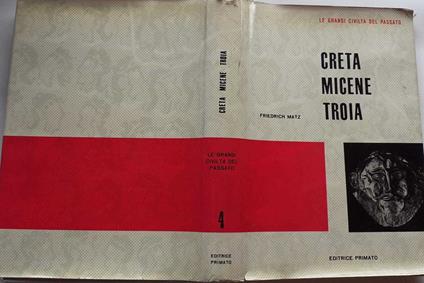 CRETA MICENE TROIA
LE GRANDI
CIVILTÀ DEL
PASSATO
4
EDITRICE
PRIMATO
LE GRANDI CIVILTÀ DEL PASSATO
CRETA
MICENE
TROIA
FRIEDRICH MATZ
EDITRICE PRIMATO